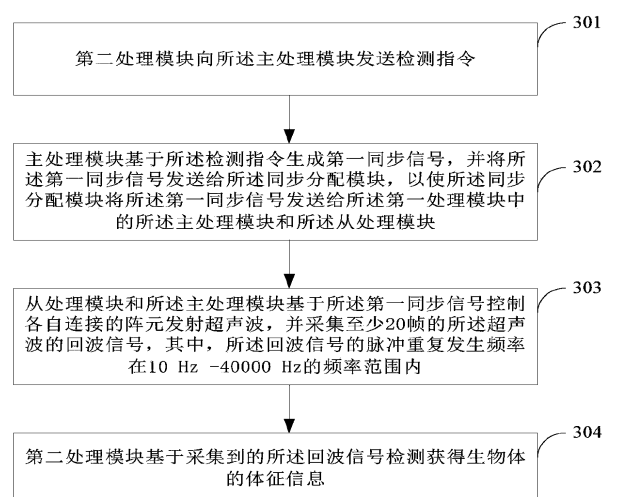 301
第二处理模块向所述主处理模块发送检测指令
302
主处理模块基于所述检测指令生成第一同步信号，并将所
述第一同步信号发送给所述同步分配模块，以使所述同步
分配模块将所述第一同步信号发送给所述第一处理模块中
的所述主处理模块和所述从处理模块
303
从处理模块和所述主处理模块基于所述第一同步信号控制
各自连接的阵元发射超声波，并采集至少20帧的所述超声
波的回波信号，其中，所述回波信号的脉冲重复发生频率
在10 Hz -40000 Hz的频率范围内
304
第二处理模块基于采集到的所述回波信号检测获得生物体
的体征信息